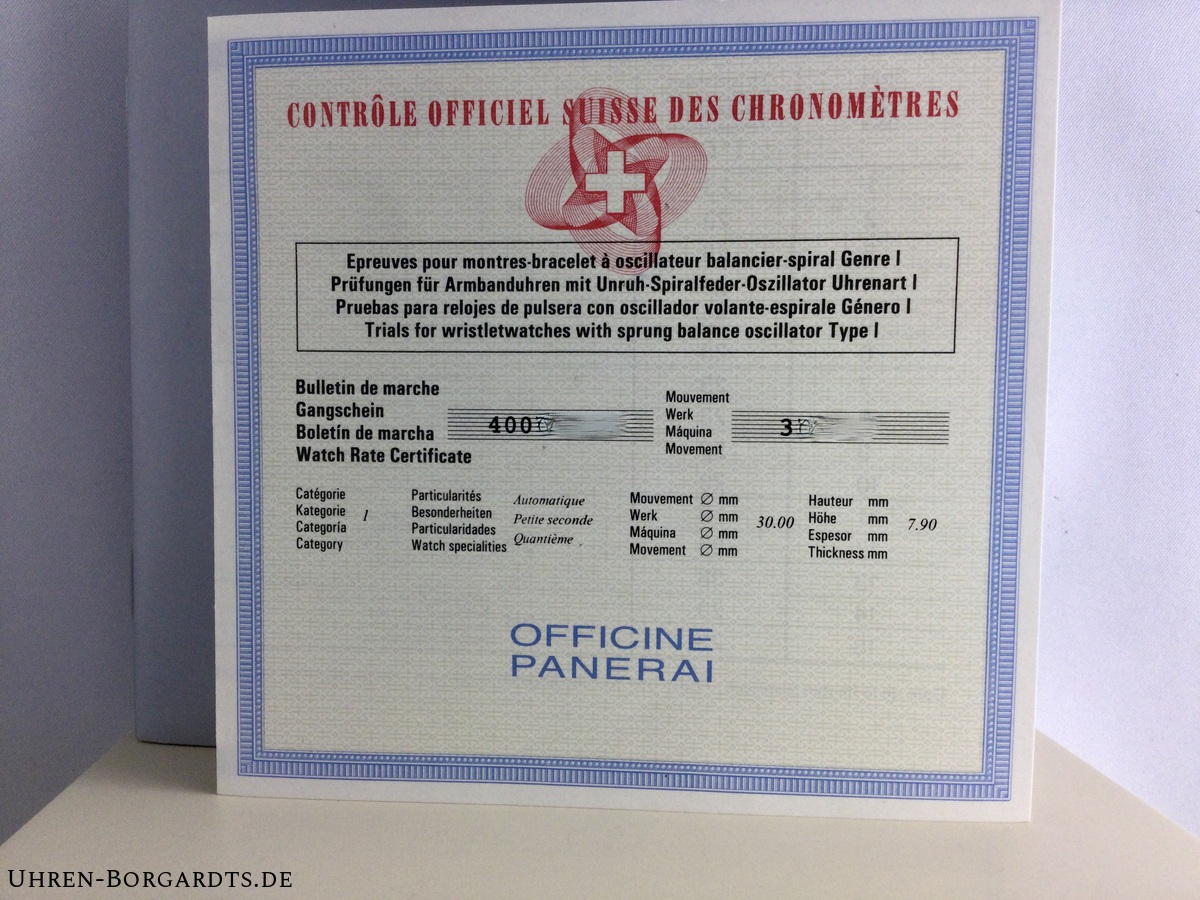 CONTRÔLE OFFICIEL SUISSE DES CHRONOMÈTRES
Epreuves pour montres-bracelet à oscillateur balancier-spiral Genre I
Prüfungen für Armbanduhren mit Unruh-Spiralfeder-Oszillator Uhrenart I
Pruebas para relojes de pulsera con oscillador volante-espirale Género I
Trials for wristletwatches with sprung balance oscillator Type I
Bulletin de marche
Gangschein
Boletín de marcha
Watch Rate Certificate
400
Mouvement
Werk
Máquina
Movement
3
Catégorie
Kategorie
Categoría
Category
1
Particularités
Besonderheiten
Particularidades
Watch specialities
Automatique
Petite seconde
Quantième
Mouvement ∅ mm
Werk ∅ mm
Máquina ∅ mm
Movement ∅ mm
30.00
Hauteur mm
Höhe mm
Espesor mm
Thickness mm
7.90
OFFICINE
PANERAI
Uhren-Borgardts.de